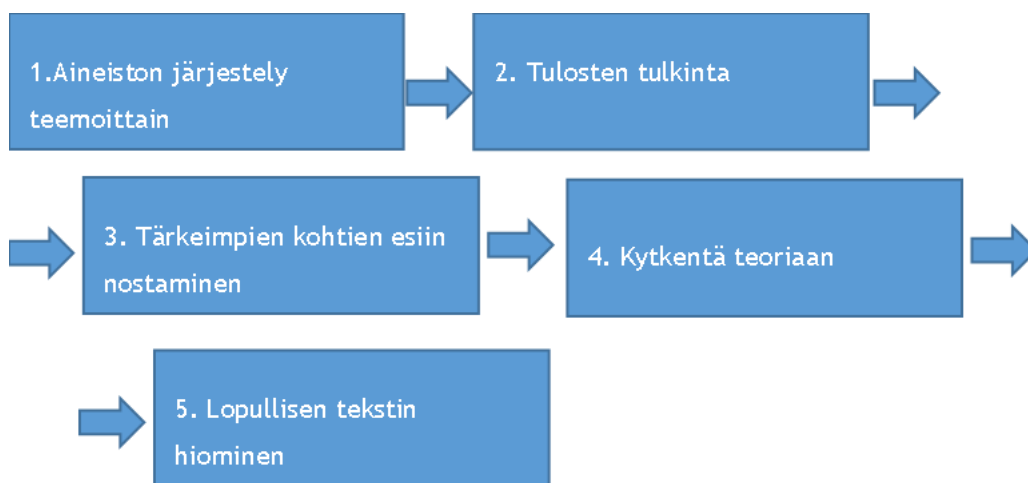 1.Aineiston järjestely
teemoittain
2. Tulosten tulkinta
3. Tärkeimpien kohtien esiin
nostaminen
4. Kytkentä teoriaan
5. Lopullisen tekstin
hiominen